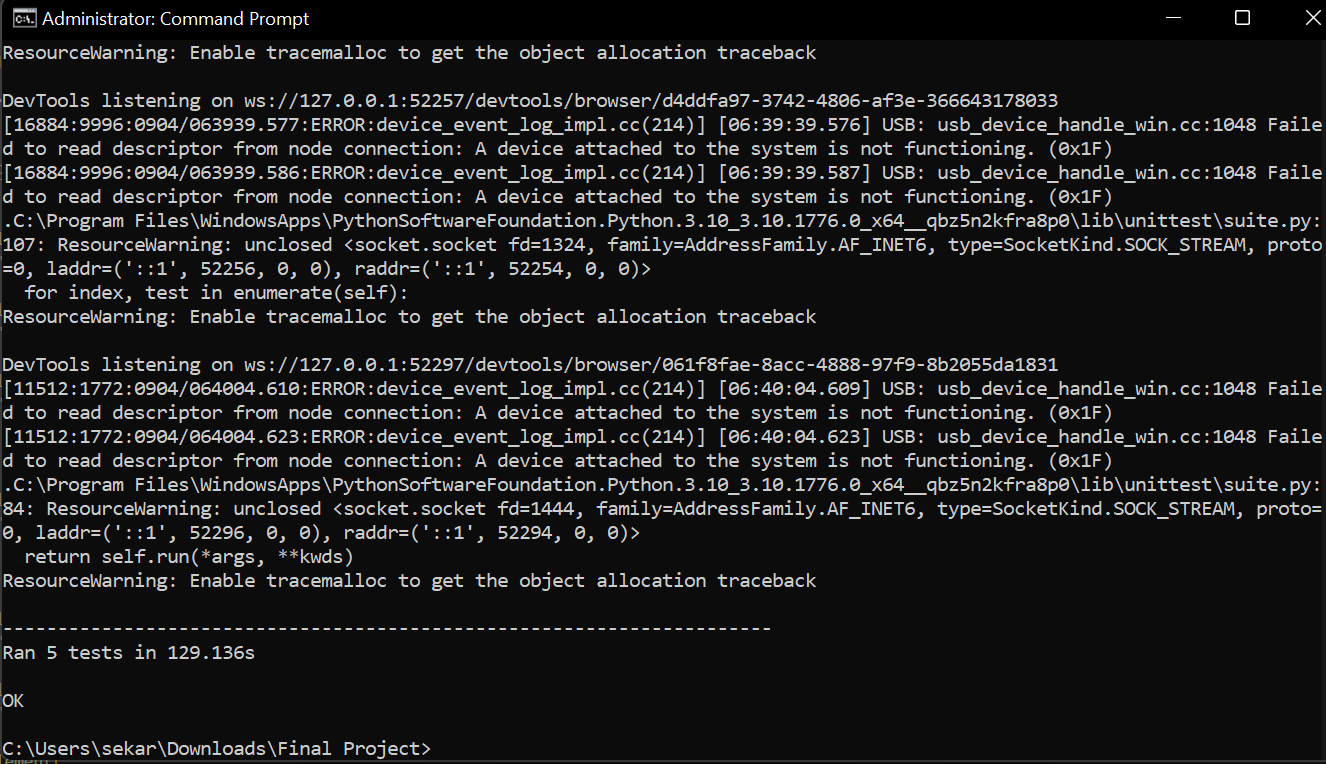 Administrator: Command Prompt
ResourceWarning: Enable tracemalloc to get the object allocation traceback
DevTools listening on ws://127.0.0.1:52257/devtools/browser/d4ddfa97-3742-4806-af3e-366643178033
[16884:9996:0904/063939.577:ERROR:device_event_log_impl.cc(214)] [06:39:39.576] USB: usb_device_handle_win.cc:1048 Faile
d to read descriptor from node connection: A device attached to the system is not functioning. (0x1F)
[16884:9996:0904/063939.586:ERROR:device_event_log_impl.cc(214)] [06:39:39.587] USB: usb_device_handle_win.cc:1048 Faile
d to read descriptor from node connection: A device attached to the system is not functioning. (0x1F)
.C:\Program Files\WindowsApps\PythonSoftwareFoundation.Python.3.10_3.10.1776.0_x64__qbz5n2kfra8p0\lib\unittest\suite.py:
107: ResourceWarning: unclosed <socket.socket fd=1324, family=AddressFamily.AF_INET6, type=SocketKind.SOCK_STREAM, proto
=0, laddr=('::1', 52256, 0, 0), raddr=('::1', 52254, 0, 0)>
  for index, test in enumerate(self):
ResourceWarning: Enable tracemalloc to get the object allocation traceback
DevTools listening on ws://127.0.0.1:52297/devtools/browser/061f8fae-8acc-4888-97f9-8b2055da1831
[11512:1772:0904/064004.610:ERROR:device_event_log_impl.cc(214)] [06:40:04.609] USB: usb_device_handle_win.cc:1048 Faile
d to read descriptor from node connection: A device attached to the system is not functioning. (0x1F)
[11512:1772:0904/064004.623:ERROR:device_event_log_impl.cc(214)] [06:40:04.623] USB: usb_device_handle_win.cc:1048 Faile
d to read descriptor from node connection: A device attached to the system is not functioning. (0x1F)
.C:\Program Files\WindowsApps\PythonSoftwareFoundation.Python.3.10_3.10.1776.0_x64__qbz5n2kfra8p0\lib\unittest\suite.py:
84: ResourceWarning: unclosed <socket.socket fd=1444, family=AddressFamily.AF_INET6, type=SocketKind.SOCK_STREAM, proto=
0, laddr=('::1', 52296, 0, 0), raddr=('::1', 52294, 0, 0)>
  return self.run(*args, **kwds)
ResourceWarning: Enable tracemalloc to get the object allocation traceback
----------------------------------------------------------------------
Ran 5 tests in 129.136s
OK
C:\Users\sekar\Downloads\Final Project>